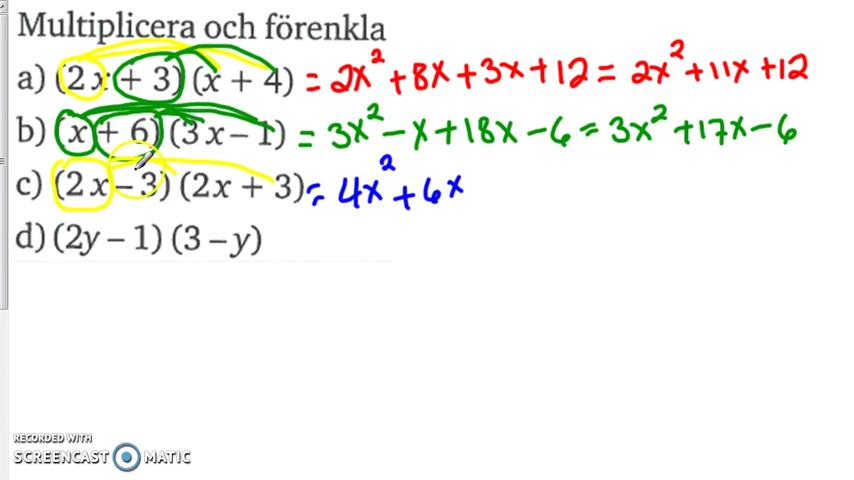 Multiplicera och förenkla
a) (2x + 3) (x + 4) = 2x² + 8x + 3x + 12 = 2x² + 11x + 12
b) (x + 6) (3x − 1) = 3x² − x + 18x − 6 = 3x² + 17x − 6
c) (2x − 3) (2x + 3) = 4x² + 6x
d) (2y − 1) (3 − y)
RECORDED WITH
SCREENCAST MATIC